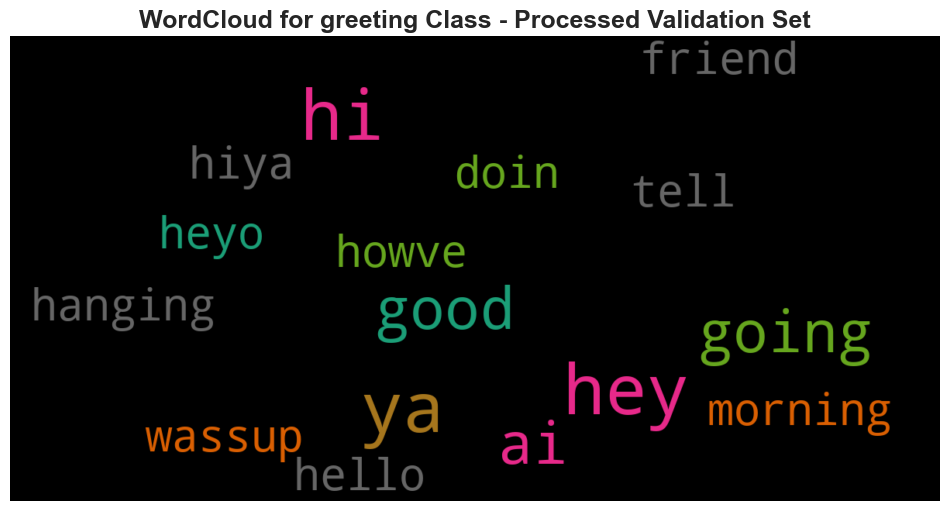 WordCloud for greeting Class - Processed Validation Set
friend
hi
hiya
doin
tell
heyo
howve
hanging
good
going
hey
ya
morning
wassup
ai
hello